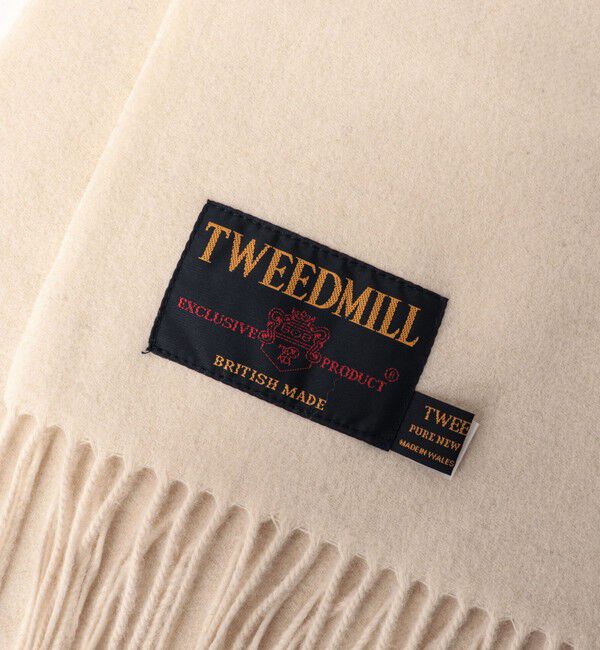 TWEEDMILL
EXCLUSIVE PRODUCT ®
BRITISH MADE
TWEE
PURE NEW
MADE IN WALES